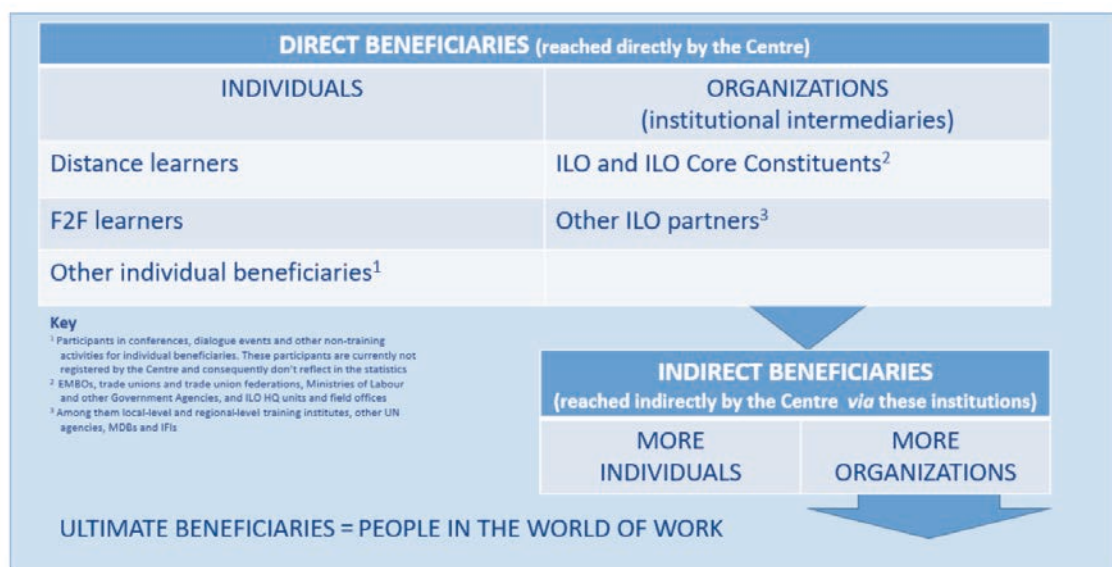 DIRECT BENEFICIARIES (reached directly by the Centre)
INDIVIDUALS
ORGANIZATIONS
(institutional intermediaries)
Distance learners
ILO and ILO Core Constituents²
F2F learners
Other ILO partners³
Other individual beneficiaries¹
Key
¹ Participants in conferences, dialogue events and other non-training
activities for individual beneficiaries. These participants are currently not
registered by the Centre and consequently don't reflect in the statistics
² EMBOs, trade unions and trade union federations, Ministries of Labour
and other Government Agencies, and ILO HQ units and field offices
³ Among them local-level and regional-level training institutes, other UN
agencies, MDBs and IFIs
INDIRECT BENEFICIARIES
(reached indirectly by the Centre via these institutions)
MORE
INDIVIDUALS
MORE
ORGANIZATIONS
ULTIMATE BENEFICIARIES = PEOPLE IN THE WORLD OF WORK